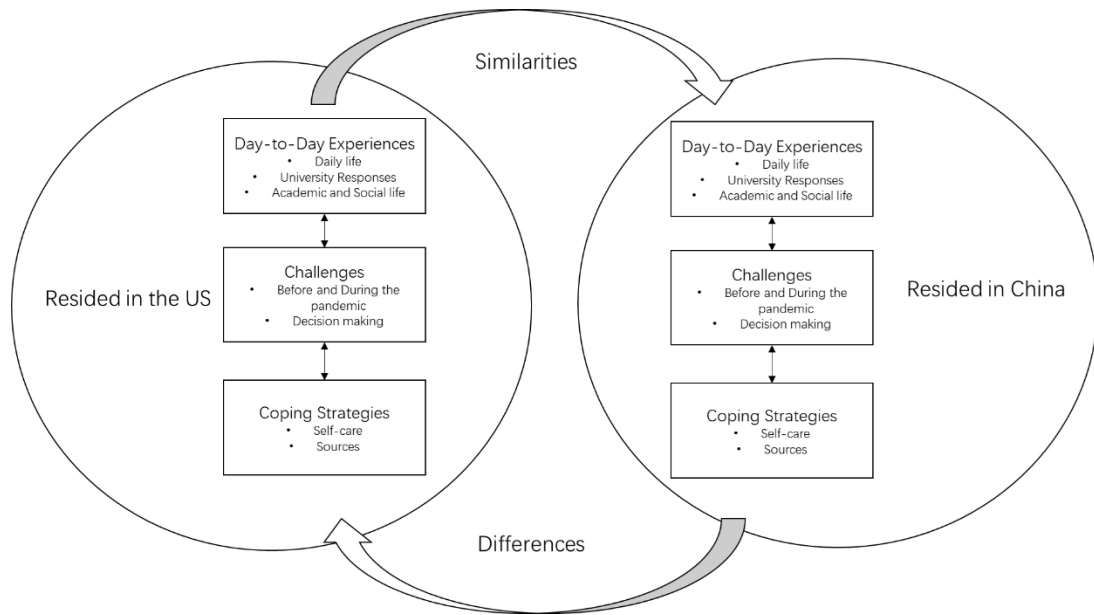 Similarities
Resided in the US
Day-to-Day Experiences
• Daily life
• University Responses
• Academic and Social life
Challenges
• Before and During the
pandemic
• Decision making
Coping Strategies
• Self-care
• Sources
Day-to-Day Experiences
• Daily life
• University Responses
• Academic and Social life
Challenges
• Before and During the
pandemic
• Decision making
Coping Strategies
• Self-care
• Sources
Resided in China
Differences